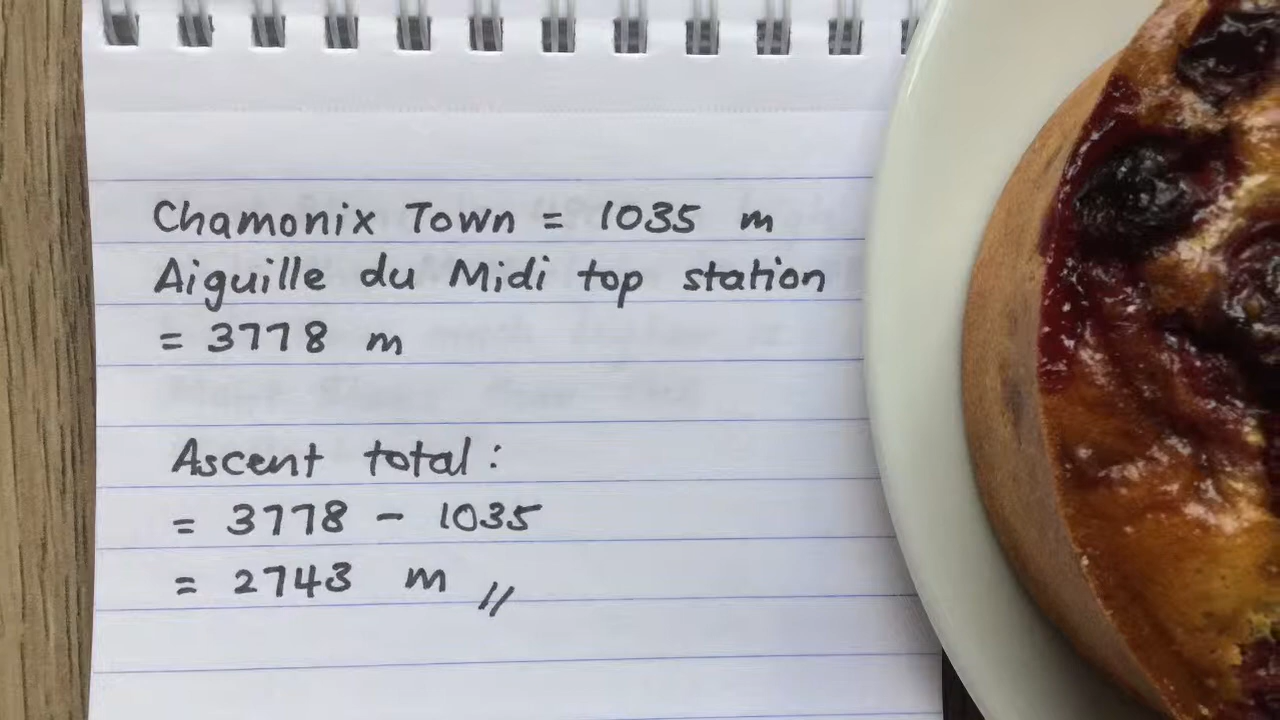 Chamonix Town = 1035 m
Aiguille du Midi top station
= 3778 m
Ascent total :
= 3778 - 1035
= 2743 m //